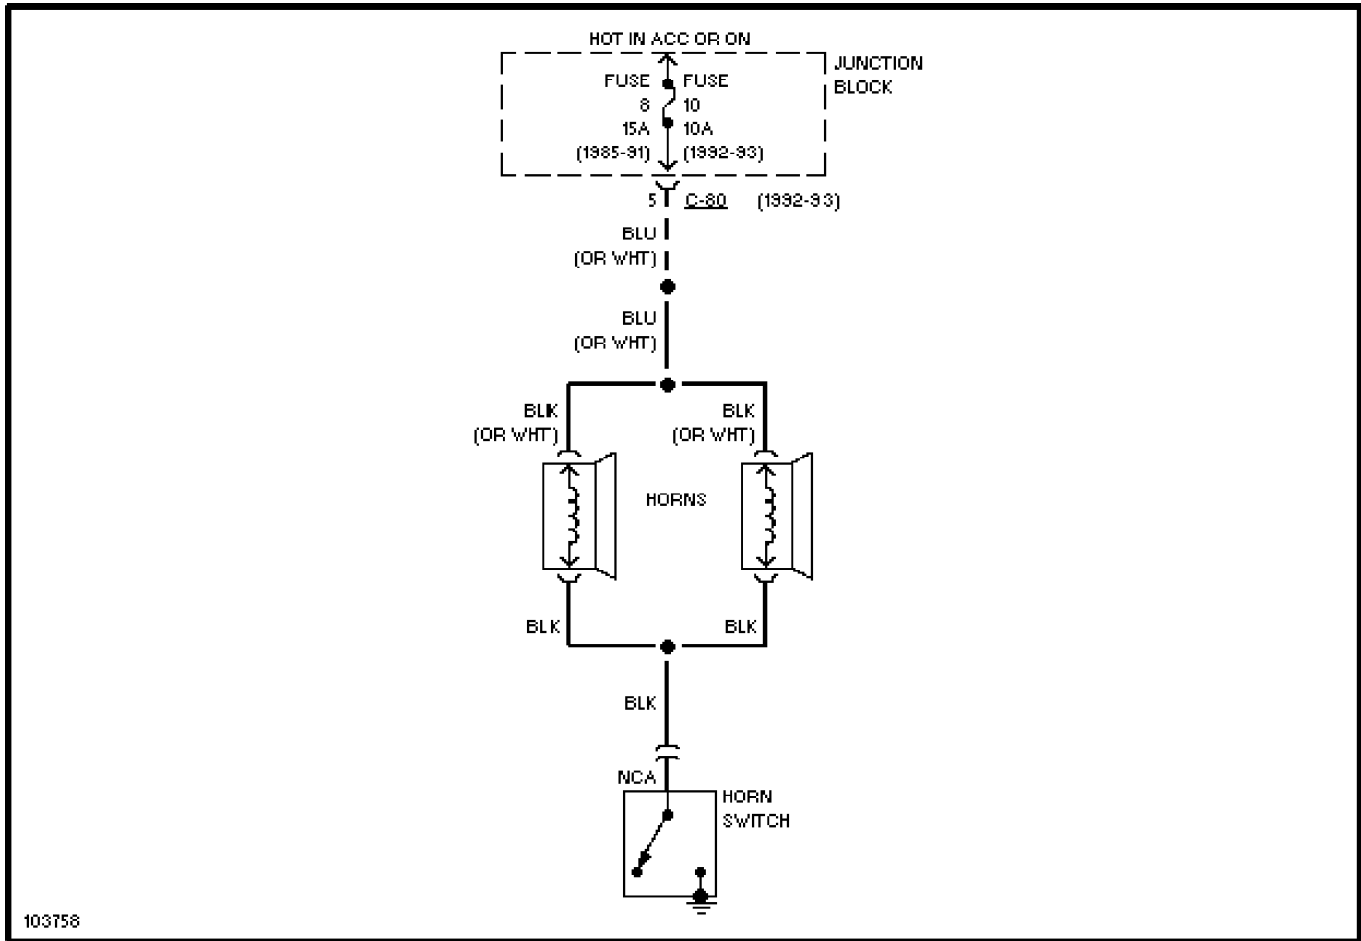 HOT IN ACC OR ON
JUNCTION
BLOCK
FUSE FUSE
8 10
15A 10A
(1985-91) (1992-93)
5 C-80 (1992-93)
BLU
(OR WHT)
BLU
(OR WHT)
BLK BLK
(OR WHT) (OR WHT)
HORNS
BLK BLK
BLK
NCA
HORN
SWITCH
103758